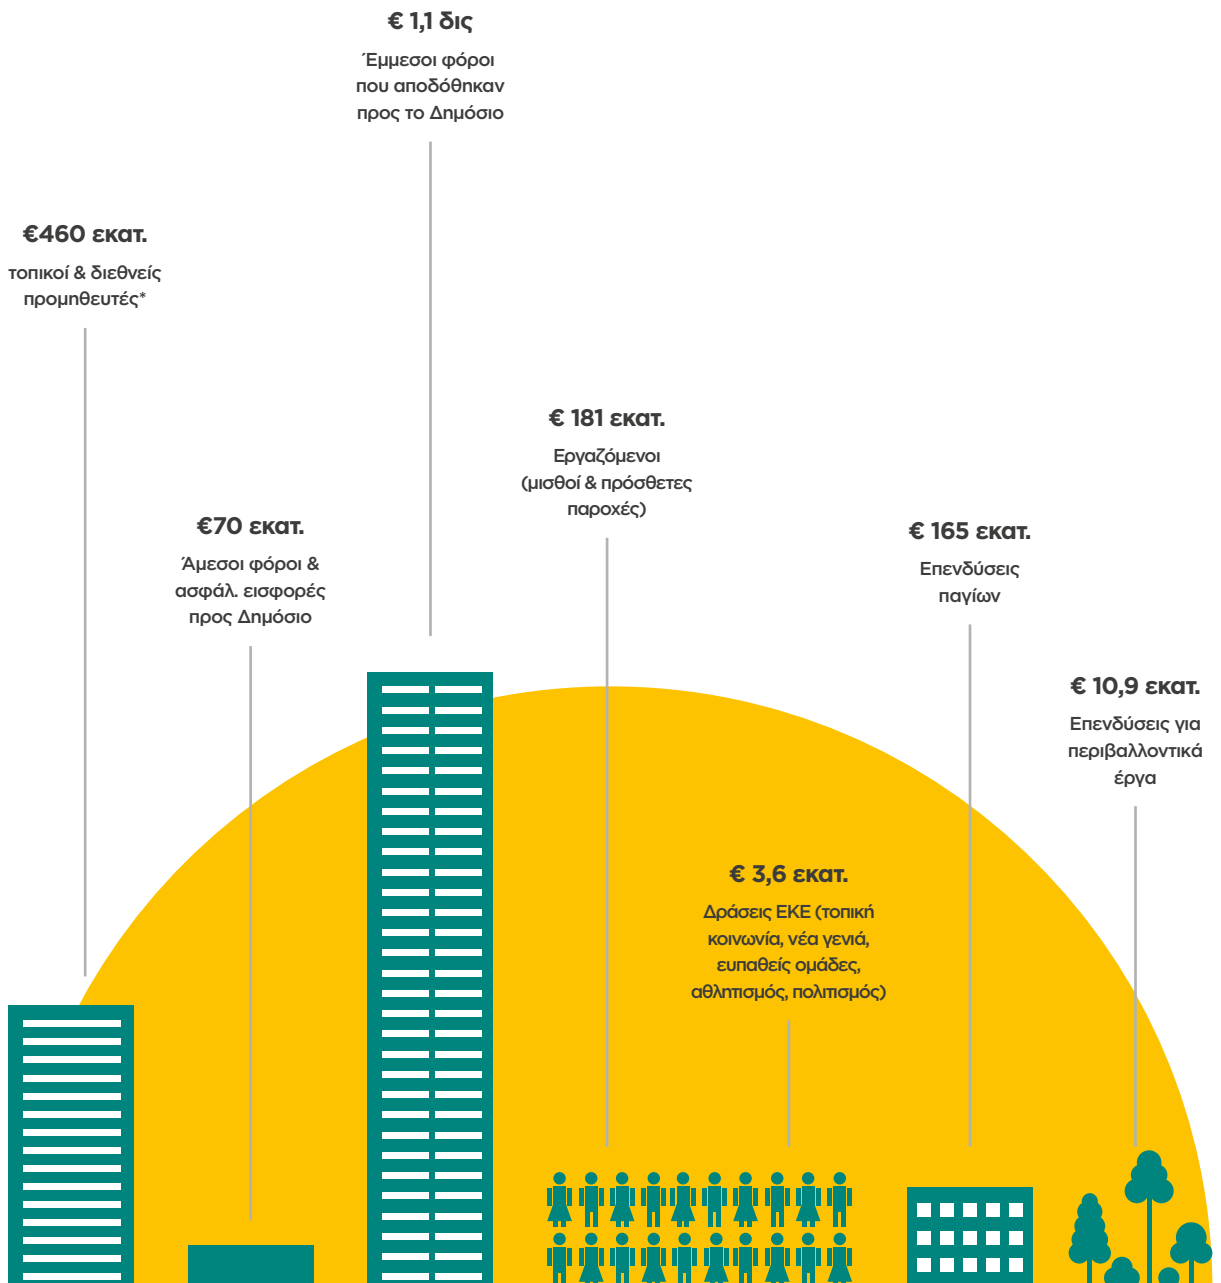 € 1,1 δις
Έμμεσοι φόροι
που αποδόθηκαν
προς το Δημόσιο
€460 εκατ.
τοπικοί & διεθνείς
προμηθευτές*
€ 181 εκατ.
Εργαζόμενοι
(μισθοί & πρόσθετες
παροχές)
€70 εκατ.
Άμεσοι φόροι &
ασφάλ. εισφορές
προς Δημόσιο
€ 165 εκατ.
Επενδύσεις
παγίων
€ 10,9 εκατ.
Επενδύσεις για
περιβαλλοντικά
έργα
€ 3,6 εκατ.
Δράσεις ΕΚΕ (τοπική
κοινωνία, νέα γενιά,
ευπαθείς ομάδες,
αθλητισμός, πολιτισμός)